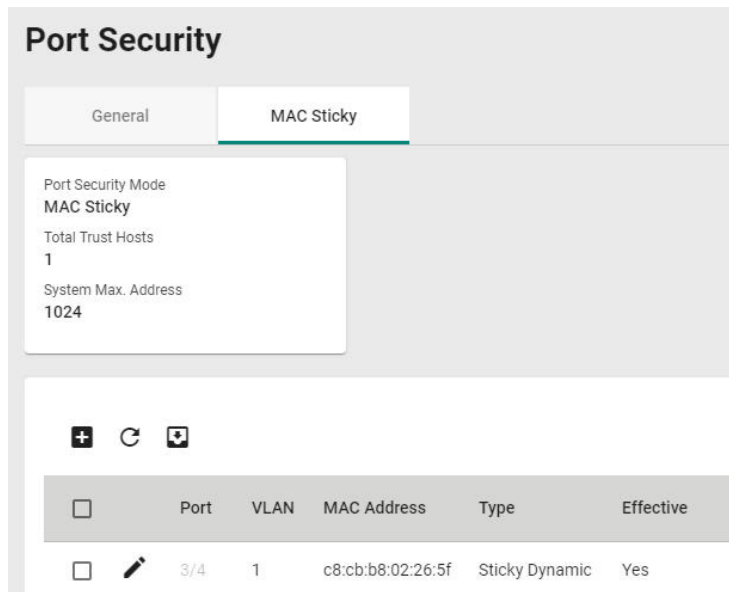 Port Security
General MAC Sticky
Port Security Mode
MAC Sticky
Total Trust Hosts
1
System Max. Address
1024
Port VLAN MAC Address Type Effective
3/4 1 c8:cb:b8:02:26:5f Sticky Dynamic Yes